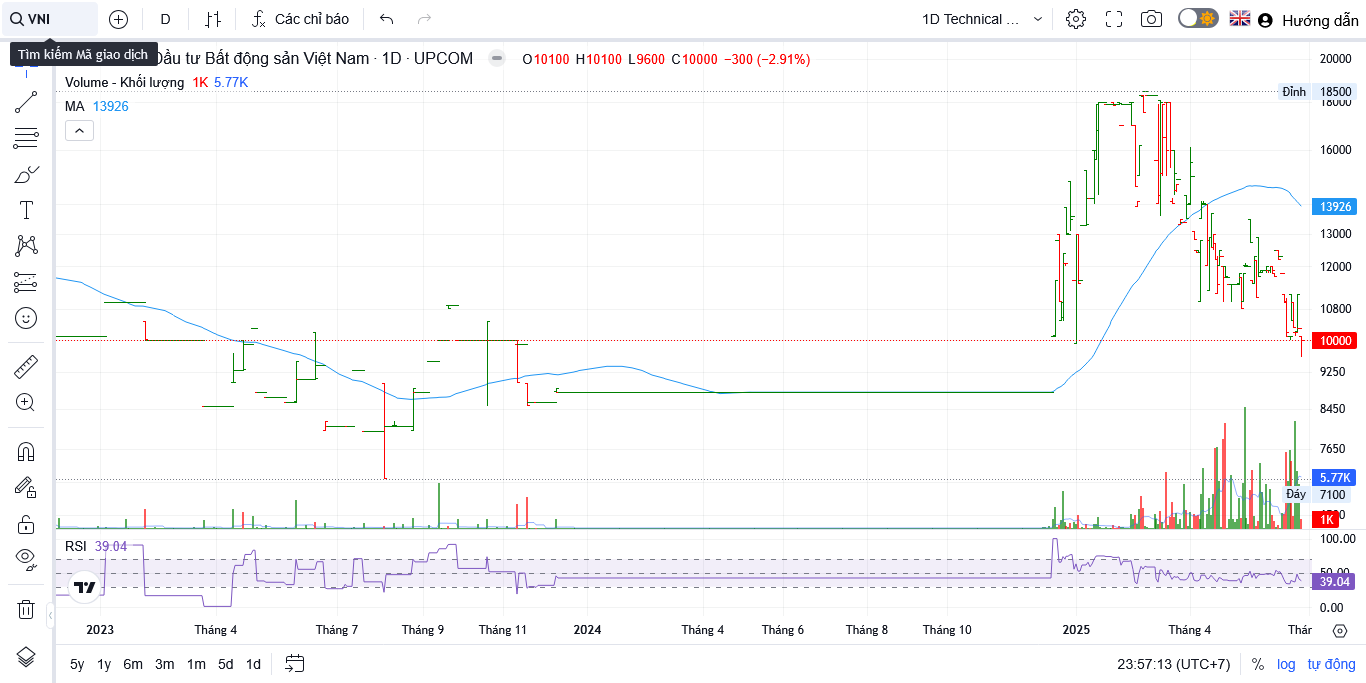 VNI
D
Các chỉ báo
1D Technical ...
Hướng dẫn
Tìm kiếm Mã giao dịch
Đầu tư Bất động sản Việt Nam · 1D · UPCOM
O10100 H10100 L9600 C10000 −300 (−2.91%)
Volume - Khối lượng 1K 5.77K
MA 13926
20000
Đỉnh 18500
18000
16000
13926
13000
12000
10800
10000
9250
8450
7650
5.77K
Đáy 7100
1K
RSI 39.04
100.00
50.00
39.04
0.00
2023 Tháng 4 Tháng 7 Tháng 9 Tháng 11 2024 Tháng 4 Tháng 6 Tháng 8 Tháng 10 2025 Tháng 4 Thár
5y 1y 6m 3m 1m 5d 1d
23:57:13 (UTC+7) % log tự động